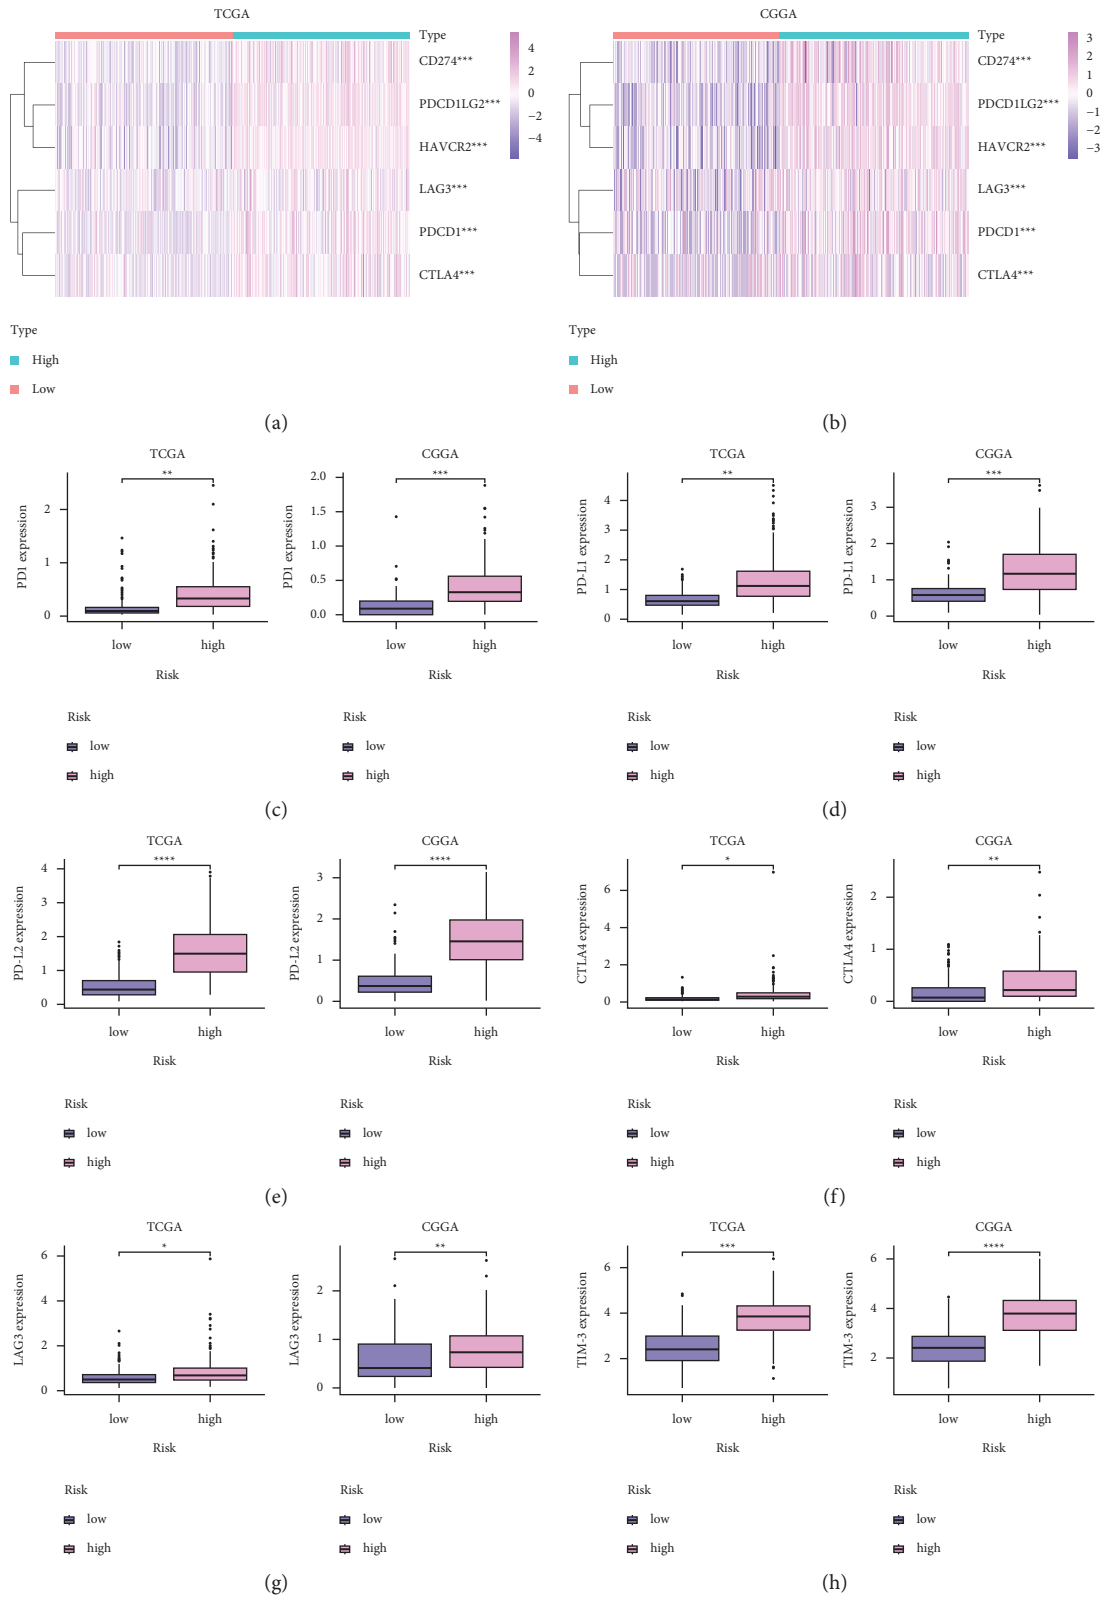 TCGA
Type
CD274***
PDCD1LG2***
HAVCR2***
LAG3***
PDCD1***
CTLA4***
4
2
0
−2
−4
Type
High
Low
(a)
CGGA
Type
CD274***
PDCD1LG2***
HAVCR2***
LAG3***
PDCD1***
CTLA4***
3
2
1
0
−1
−2
−3
Type
High
Low
(b)
TCGA
**
PD1 expression
2
1
0
low
high
Risk
Risk
low
high
CGGA
***
PD1 expression
2.0
1.5
1.0
0.5
0.0
low
high
Risk
Risk
low
high
(c)
TCGA
**
PD-L1 expression
4
3
2
1
0
low
high
Risk
Risk
low
high
CGGA
***
PD-L1 expression
3
2
1
0
low
high
Risk
Risk
low
high
(d)
TCGA
****
PD-L2 expression
4
3
2
1
0
low
high
Risk
Risk
low
high
CGGA
****
PD-L2 expression
3
2
1
0
low
high
Risk
Risk
low
high
(e)
TCGA
*
CTLA4 expression
6
4
2
0
low
high
Risk
Risk
low
high
CGGA
**
CTLA4 expression
2
1
0
low
high
Risk
Risk
low
high
(f)
TCGA
*
LAG3 expression
6
4
2
0
low
high
Risk
Risk
low
high
CGGA
**
LAG3 expression
2
1
0
low
high
Risk
Risk
low
high
(g)
TCGA
***
TIM-3 expression
6
4
2
low
high
Risk
Risk
low
high
CGGA
****
TIM-3 expression
6
4
2
low
high
Risk
Risk
low
high
(h)